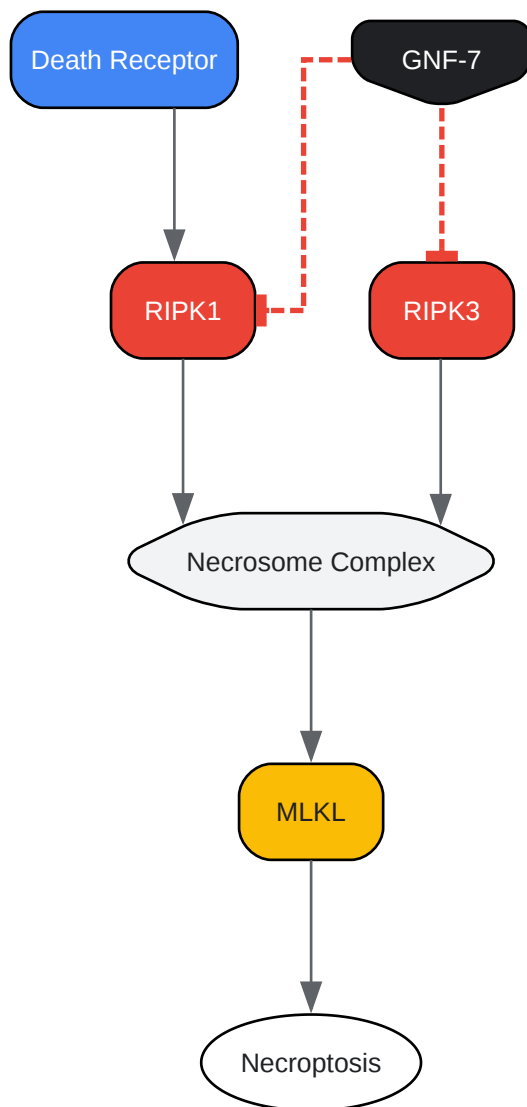 Death Receptor
GNF-7
RIPK1
RIPK3
Necrosome Complex
MLKL
Necroptosis